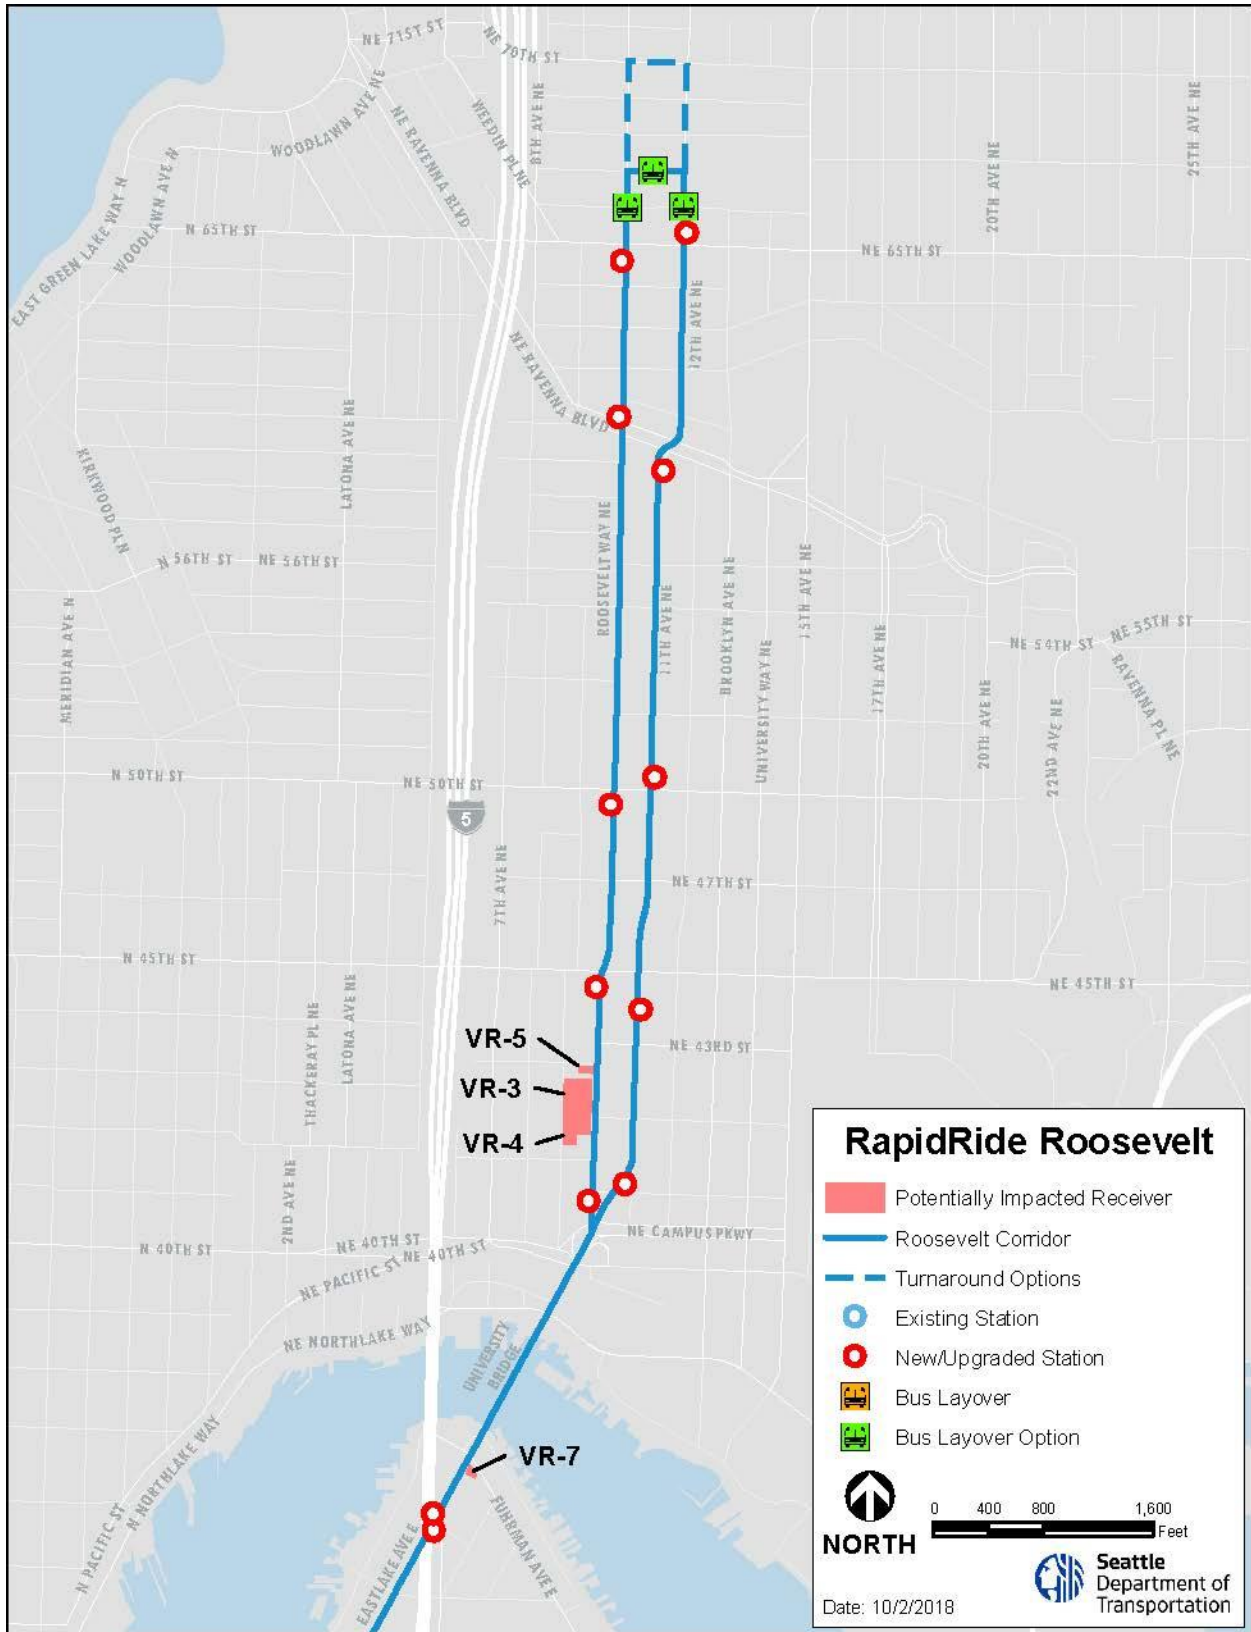 NE 71ST ST
NE 70TH ST
WOODLAWN AVE NE
NE RAVENNA BLVD
WEEDIN PL NE
8TH AVE NE
20TH AVE NE
25TH AVE NE
EAST GREEN LAKE WAY N
WOODLAWN AVE N
N 65TH ST
NE 65TH ST
12TH AVE NE
NE RAVENNA BLVD
LATONA AVE NE
KIRKWOOD PL N
ROOSEVELT WAY NE
N 56TH ST
NE 56TH ST
11TH AVE NE
BROOKLYN AVE NE
UNIVERSITY WAY NE
15TH AVE NE
17TH AVE NE
NE 54TH ST
NE 55TH ST
RAVENNA PL NE
MERIDIAN AVE N
20TH AVE NE
22ND AVE NE
N 50TH ST
NE 50TH ST
5
7TH AVE NE
NE 47TH ST
N 45TH ST
NE 45TH ST
THACKERAY PL NE
LATONA AVE NE
VR-5
NE 43RD ST
VR-3
VR-4
2ND AVE NE
N 40TH ST
NE 40TH ST
NE 40TH ST
NE CAMPUS PKWY
NE PACIFIC ST
NE NORTHLAKE WAY
UNIVERSITY
BRIDGE
VR-7
N NORTHLAKE WAY
N PACIFIC ST
EASTLAKE AVE E
FUHRMAN AVE E
RapidRide Roosevelt
Potentially Impacted Receiver
Roosevelt Corridor
Turnaround Options
Existing Station
New/Upgraded Station
Bus Layover
Bus Layover Option
NORTH
0 400 800 1,600
Feet
Seattle
Department of
Transportation
Date: 10/2/2018